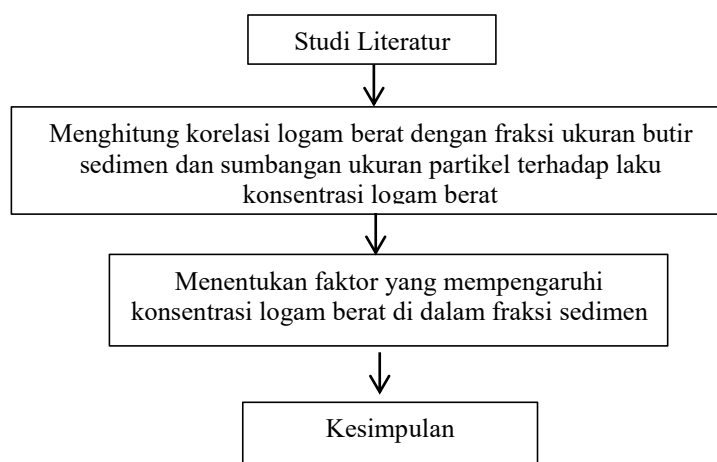 Studi Literatur
Menghitung korelasi logam berat dengan fraksi ukuran butir
sedimen dan sumbangan ukuran partikel terhadap laku
konsentrasi logam berat
Menentukan faktor yang mempengaruhi
konsentrasi logam berat di dalam fraksi sedimen
Kesimpulan